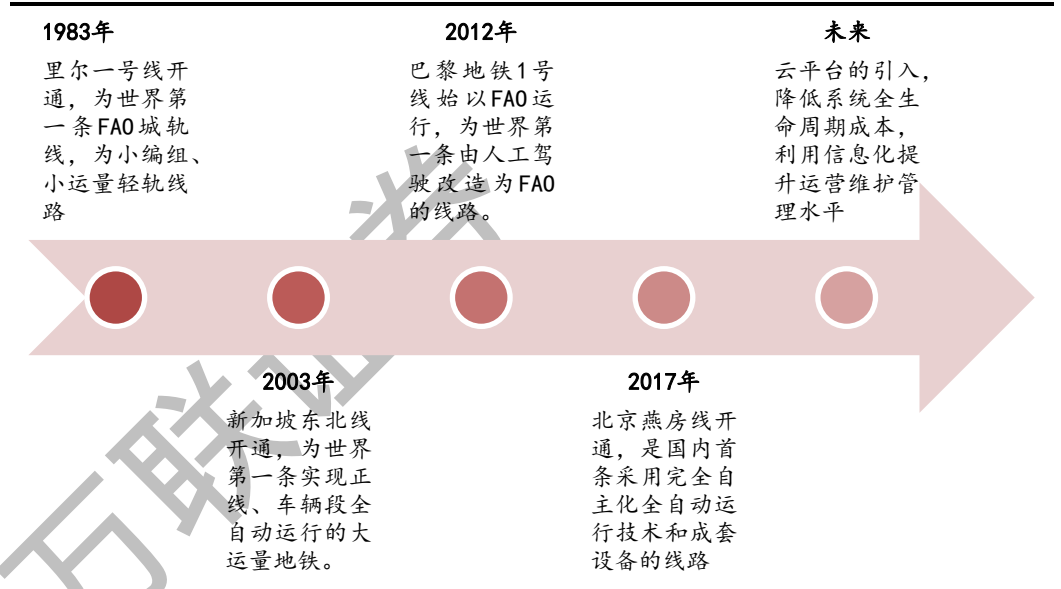 1983年
里尔一号线开
通，为世界第
一条FAO城轨
线，为小编组、
小运量轻轨线
路
2003年
新加坡东北线
开通，为世界
第一条实现正
线、车辆段全
自动运行的大
运量地铁。
2012年
巴黎地铁1号
线始以FAO运
行，为世界第
一条由人工驾
驶改造为FAO
的线路。
2017年
北京燕房线开
通，是国内首
条采用完全自
主化全自动运
行技术和成套
设备的线路
未来
云平台的引入，
降低系统全生
命周期成本，
利用信息化提
升运营维护管
理水平
万联证券